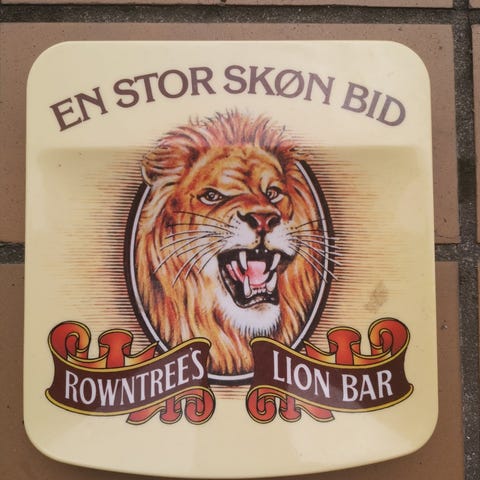 EN STOR SKØN BID
ROWNTREE'S LION BAR